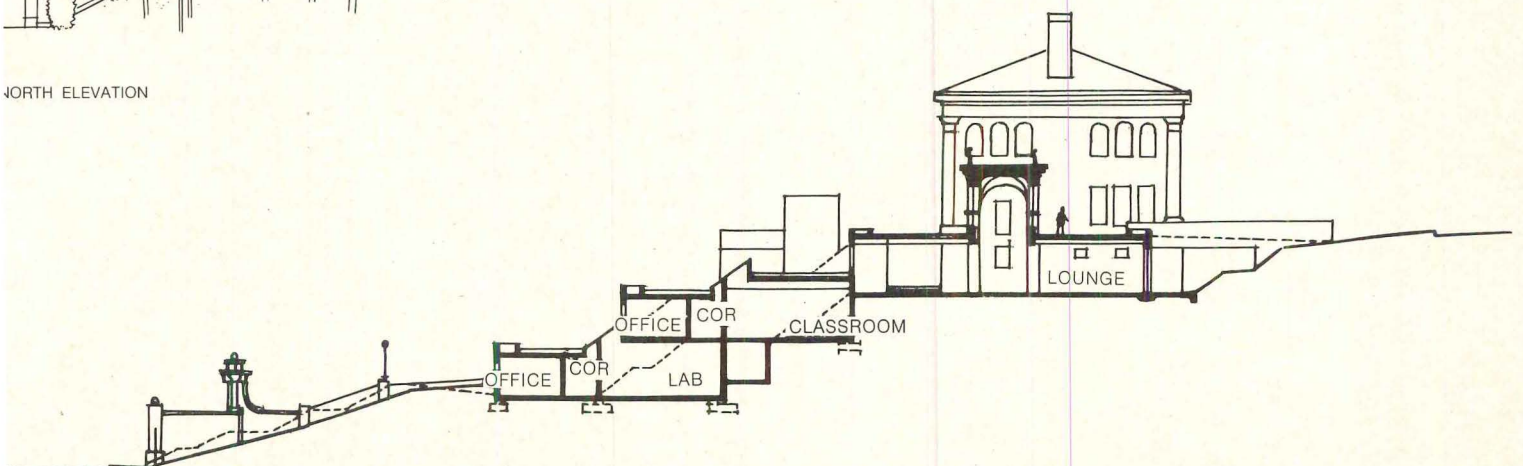 NORTH ELEVATION
LOUNGE
OFFICE COR CLASSROOM
OFFICE COR LAB